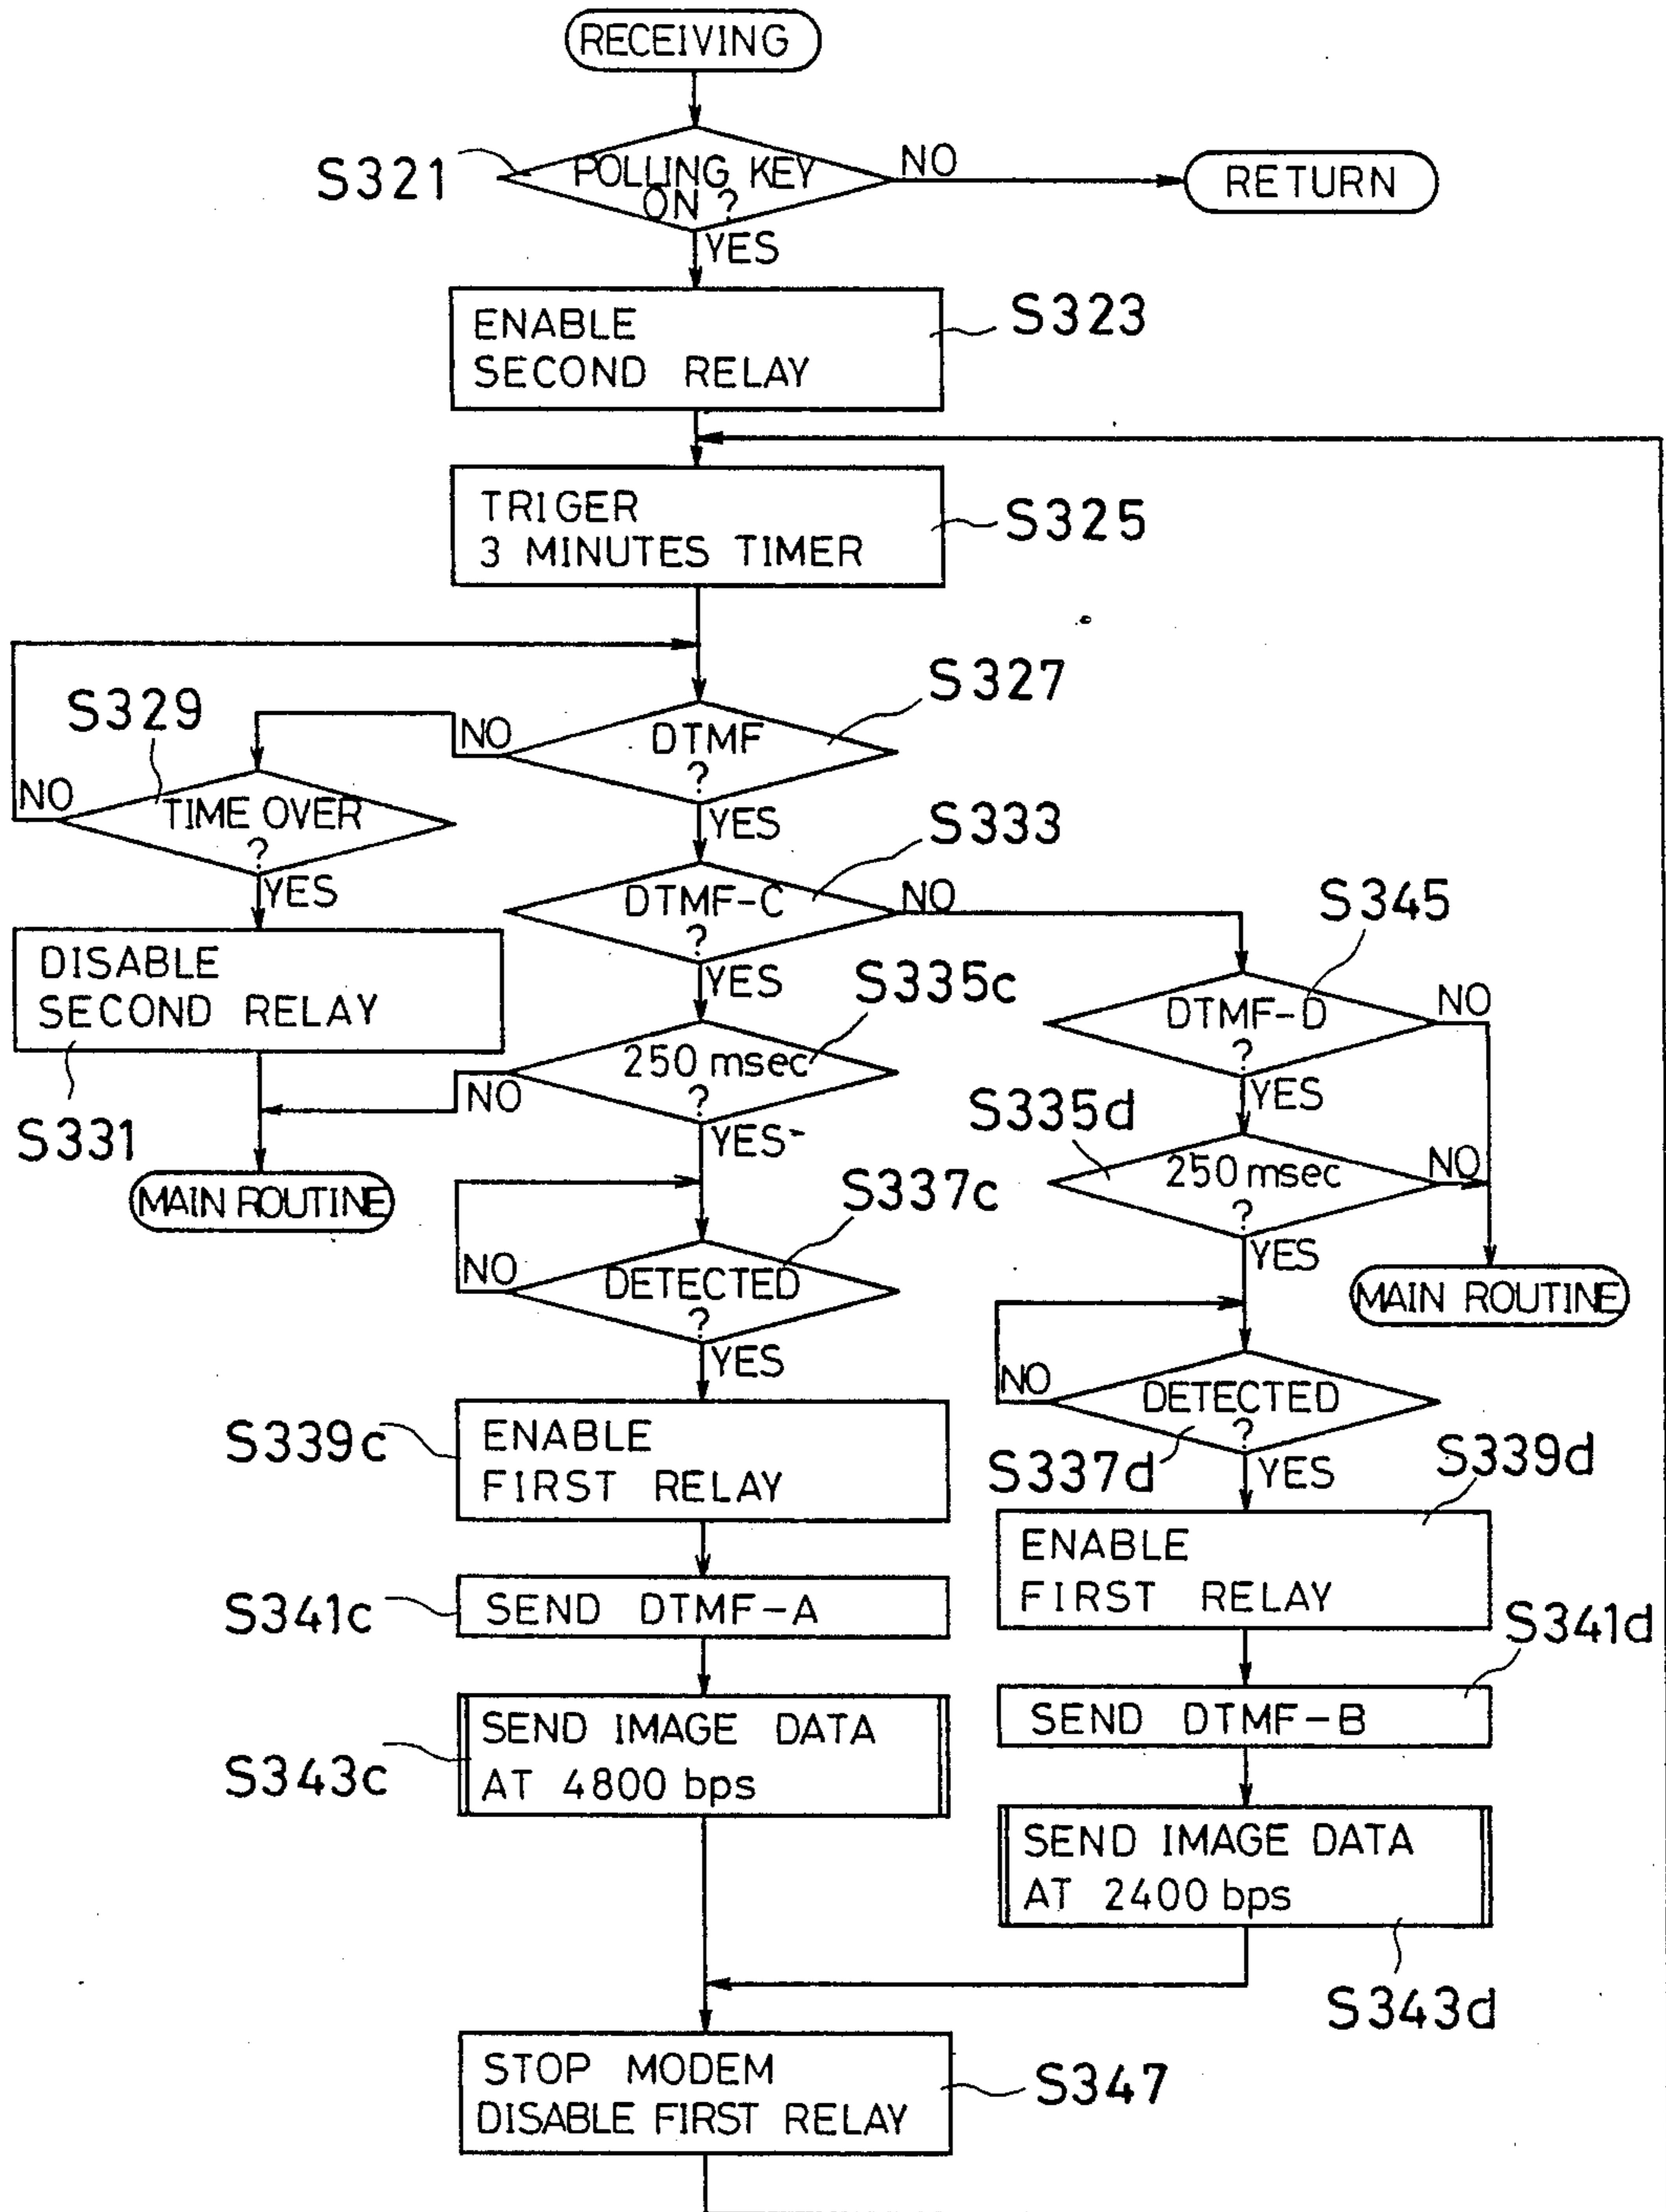 RECEIVING
S321
POLLING KEY
ON ?
NO
RETURN
YES
ENABLE
SECOND RELAY
S323
TRIGER
3 MINUTES TIMER
S325
S327
S329
NO
DTMF
?
NO
TIME OVER
?
YES
S333
YES
DTMF-C
?
NO
S345
DISABLE
SECOND RELAY
YES
S335c
DTMF-D
?
NO
250 msec
?
NO
YES
S331
S335d
YES
MAIN ROUTINE
S337c
250 msec
?
NO
YES
NO
DETECTED
?
MAIN ROUTINE
YES
NO
DETECTED
?
S339c
ENABLE
FIRST RELAY
S337d
YES
S339d
ENABLE
FIRST RELAY
S341c
SEND DTMF-A
S341d
SEND DTMF-B
SEND IMAGE DATA
AT 4800 bps
S343c
SEND IMAGE DATA
AT 2400 bps
S343d
STOP MODEM
DISABLE FIRST RELAY
S347